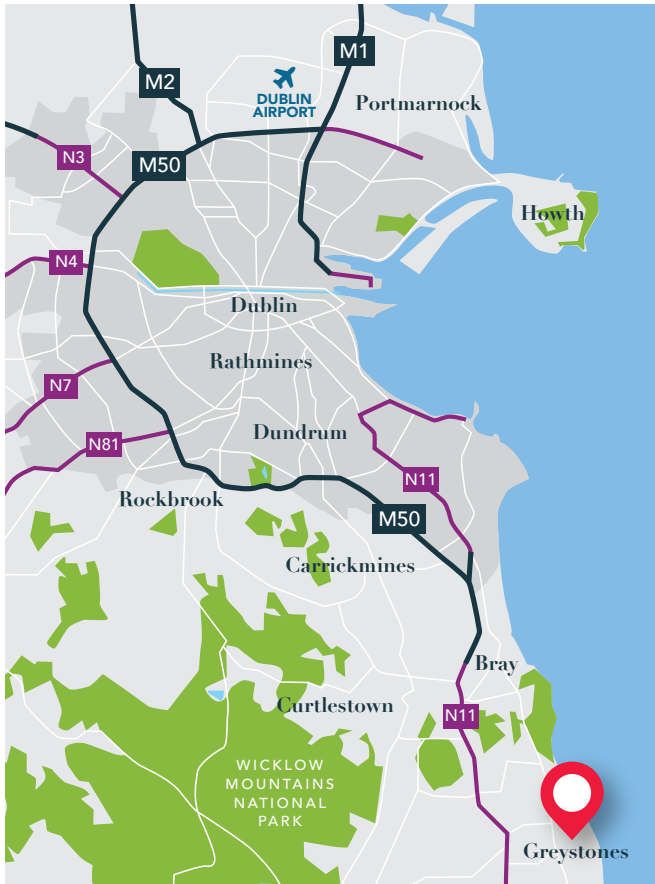 M1
M2
DUBLIN
AIRPORT
Portmarnock
N3
M50
Howth
N4
Dublin
Rathmines
N7
Dundrum
N81
N11
Rockbrook
M50
Carrickmines
Bray
Curtlestown
N11
WICKLOW
MOUNTAINS
NATIONAL
PARK
Greystones